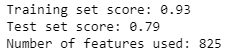 Training set score: 0.93
Test set score: 0.79
Number of features used: 825